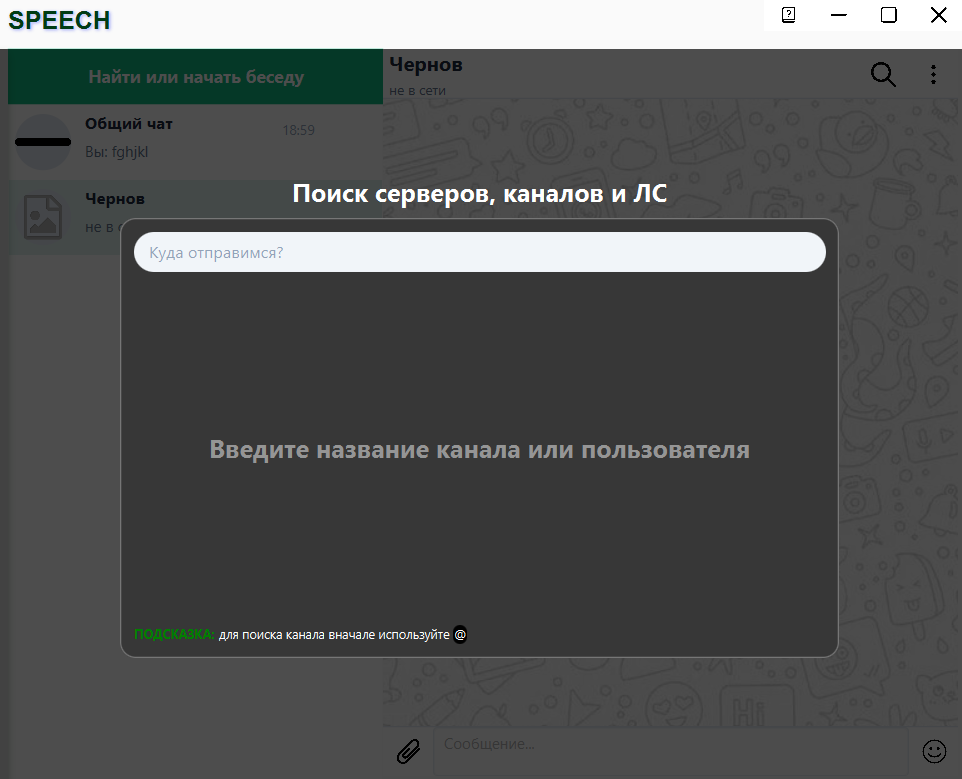 SPEECH
Найти или начать беседу
Чернов
не в сети
Общий чат
18:59
Вы: fghjkl
Чернов
не в
Поиск серверов, каналов и ЛС
Куда отправимся?
Введите название канала или пользователя
ПОДСКАЗКА: для поиска канала вначале используйте @
Hi
Сообщение...